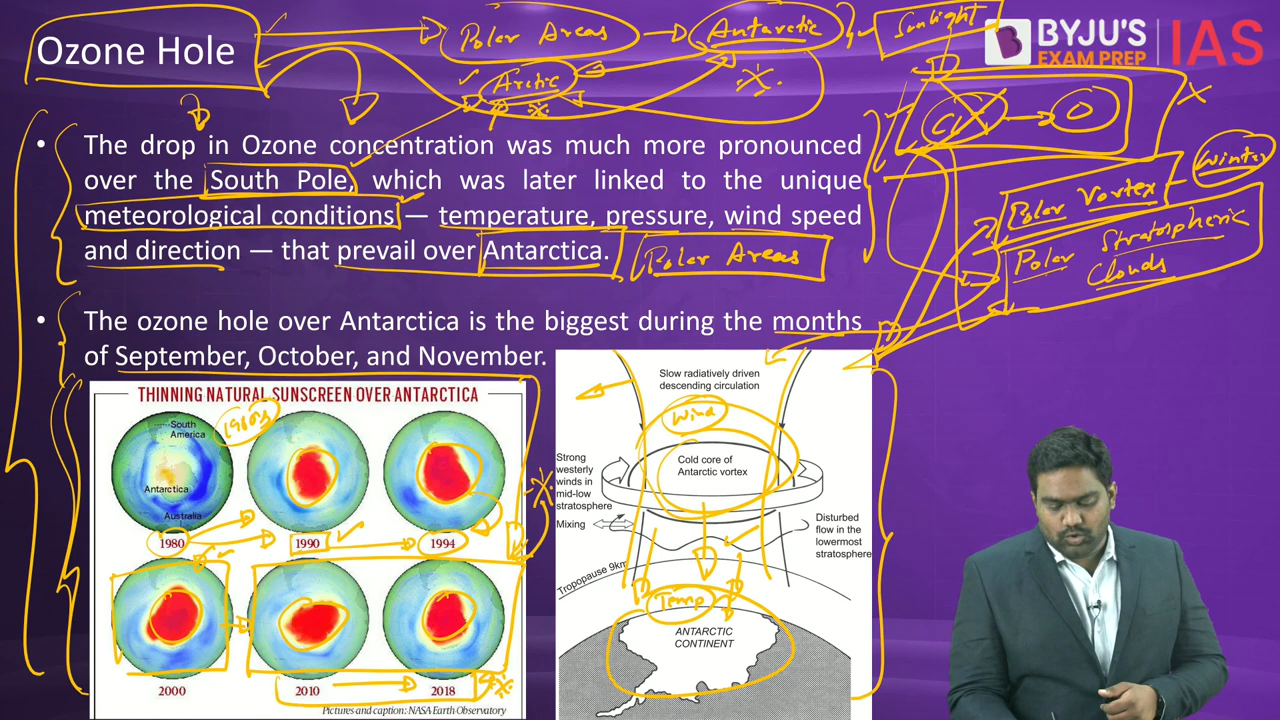 Ozone Hole
Polar Areas
Antarctic
Sunlight
Arctic
BYJU'S
EXAM PREP
IAS
Winter
Polar Vortex
Polar Stratospheric
Clouds
• The drop in Ozone concentration was much more pronounced
over the South Pole, which was later linked to the unique
meteorological conditions — temperature, pressure, wind speed
and direction — that prevail over Antarctica.
Polar Areas
• The ozone hole over Antarctica is the biggest during the months
of September, October, and November.
THINNING NATURAL SUNSCREEN OVER ANTARCTICA
1980s
South
America
Antarctica
Australia
1980
1990
1994
2000
2010
2018
Pictures and caption: NASA Earth Observatory
Slow radiatively driven
descending circulation
Wind
Cold core of
Antarctic vortex
Strong
westerly
winds in
mid-low
stratosphere
Mixing
Disturbed
flow in the
lowermost
stratosphere
Tropopause 9km
Temp
ANTARCTIC
CONTINENT